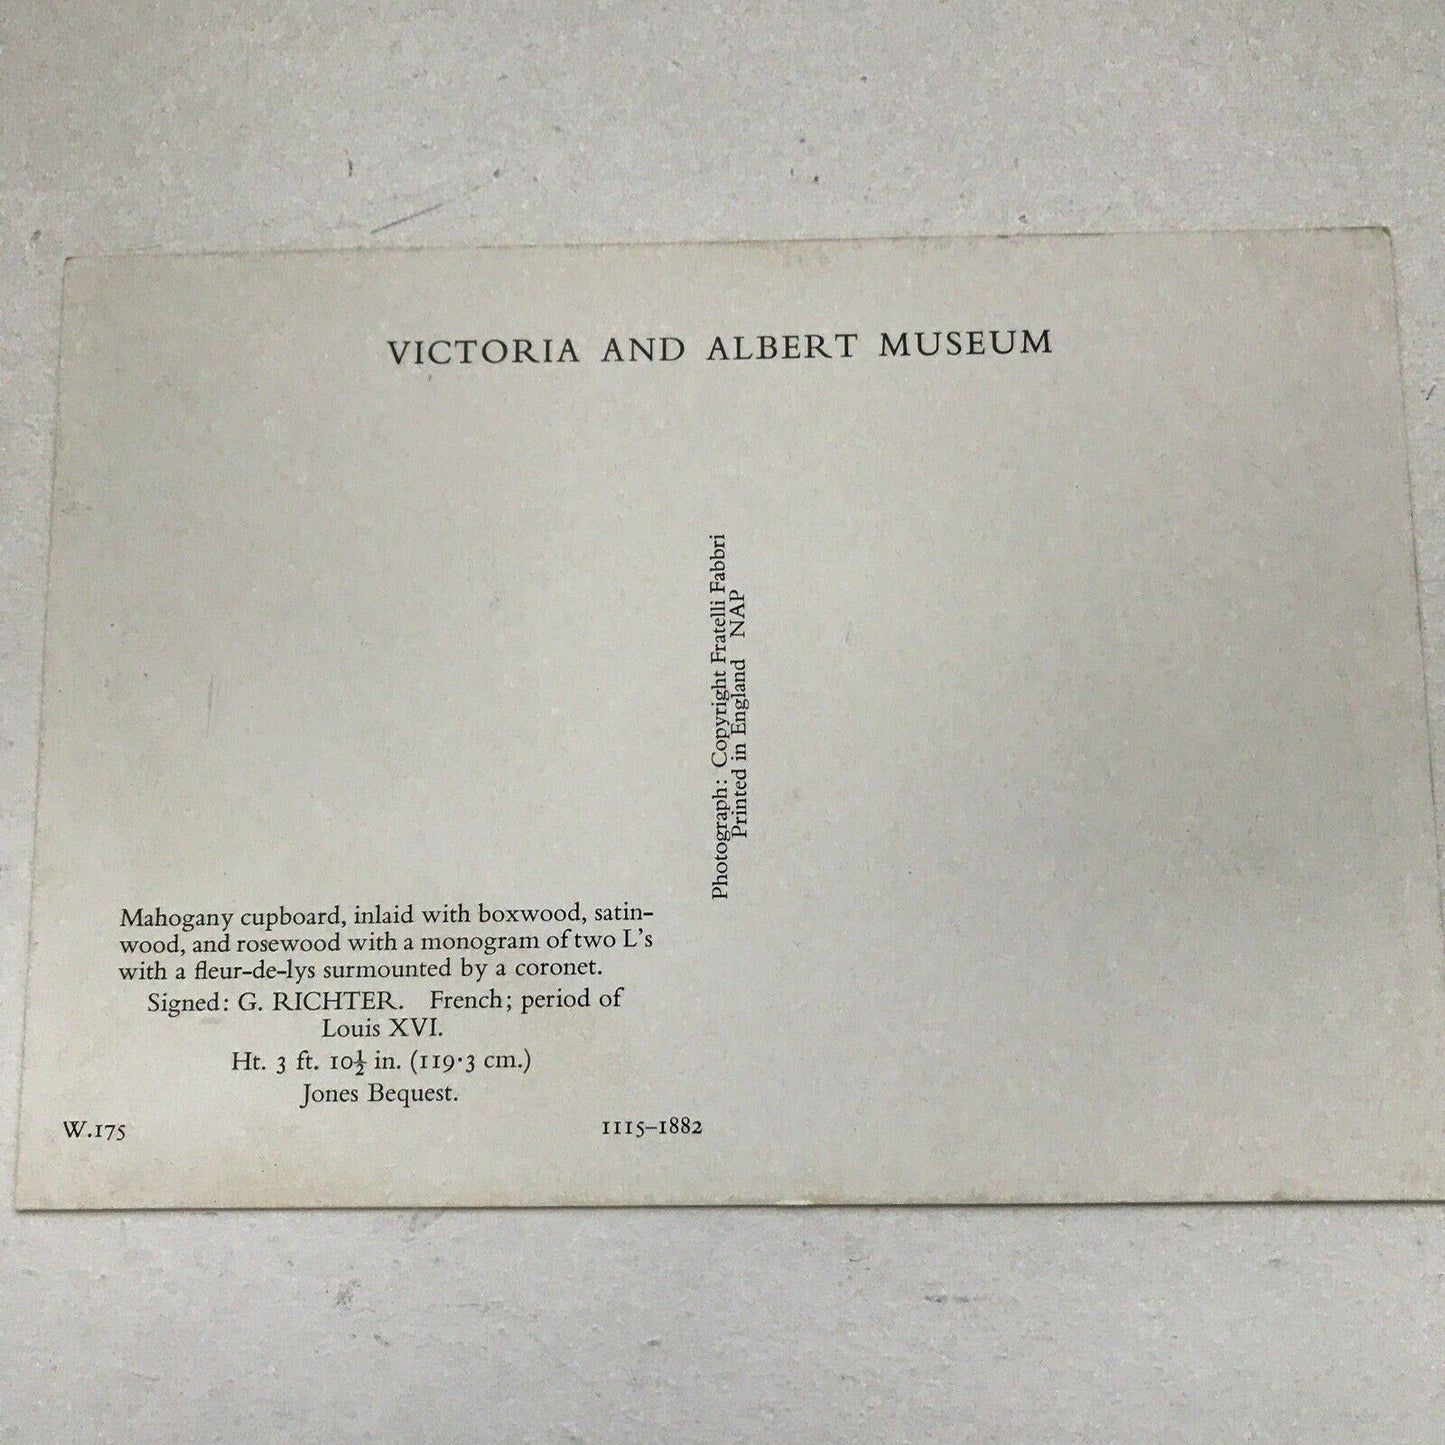 VICTORIA AND ALBERT MUSEUM
Photograph: Copyright Fratelli Fabbri
Printed in England NAP
Mahogany cupboard, inlaid with boxwood, satin-
wood, and rosewood with a monogram of two L's
with a fleur-de-lys surmounted by a coronet.
Signed: G. RICHTER. French; period of
Louis XVI.
Ht. 3 ft. 10½ in. (119·3 cm.)
Jones Bequest.
W.175 1115–1882